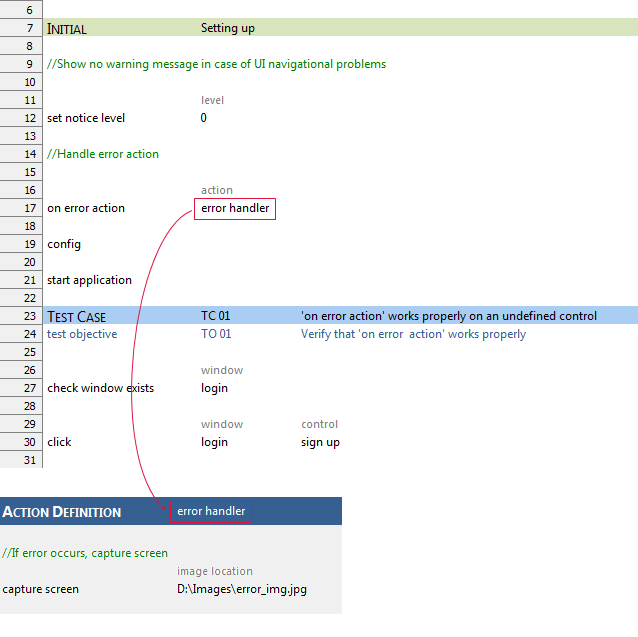 6
7 INITIAL Setting up
8
9 //Show no warning message in case of UI navigational problems
10
11 level
12 set notice level 0
13
14 //Handle error action
15
16 action
17 on error action error handler
18
19 config
20
21 start application
22
23 TEST CASE TC 01 'on error action' works properly on an undefined control
24 test objective TO 01 Verify that 'on error action' works properly
25
26 window
27 check window exists login
28
29 window control
30 click login sign up
31
ACTION DEFINITION error handler
//If error occurs, capture screen
image location
capture screen D:\Images\error_img.jpg